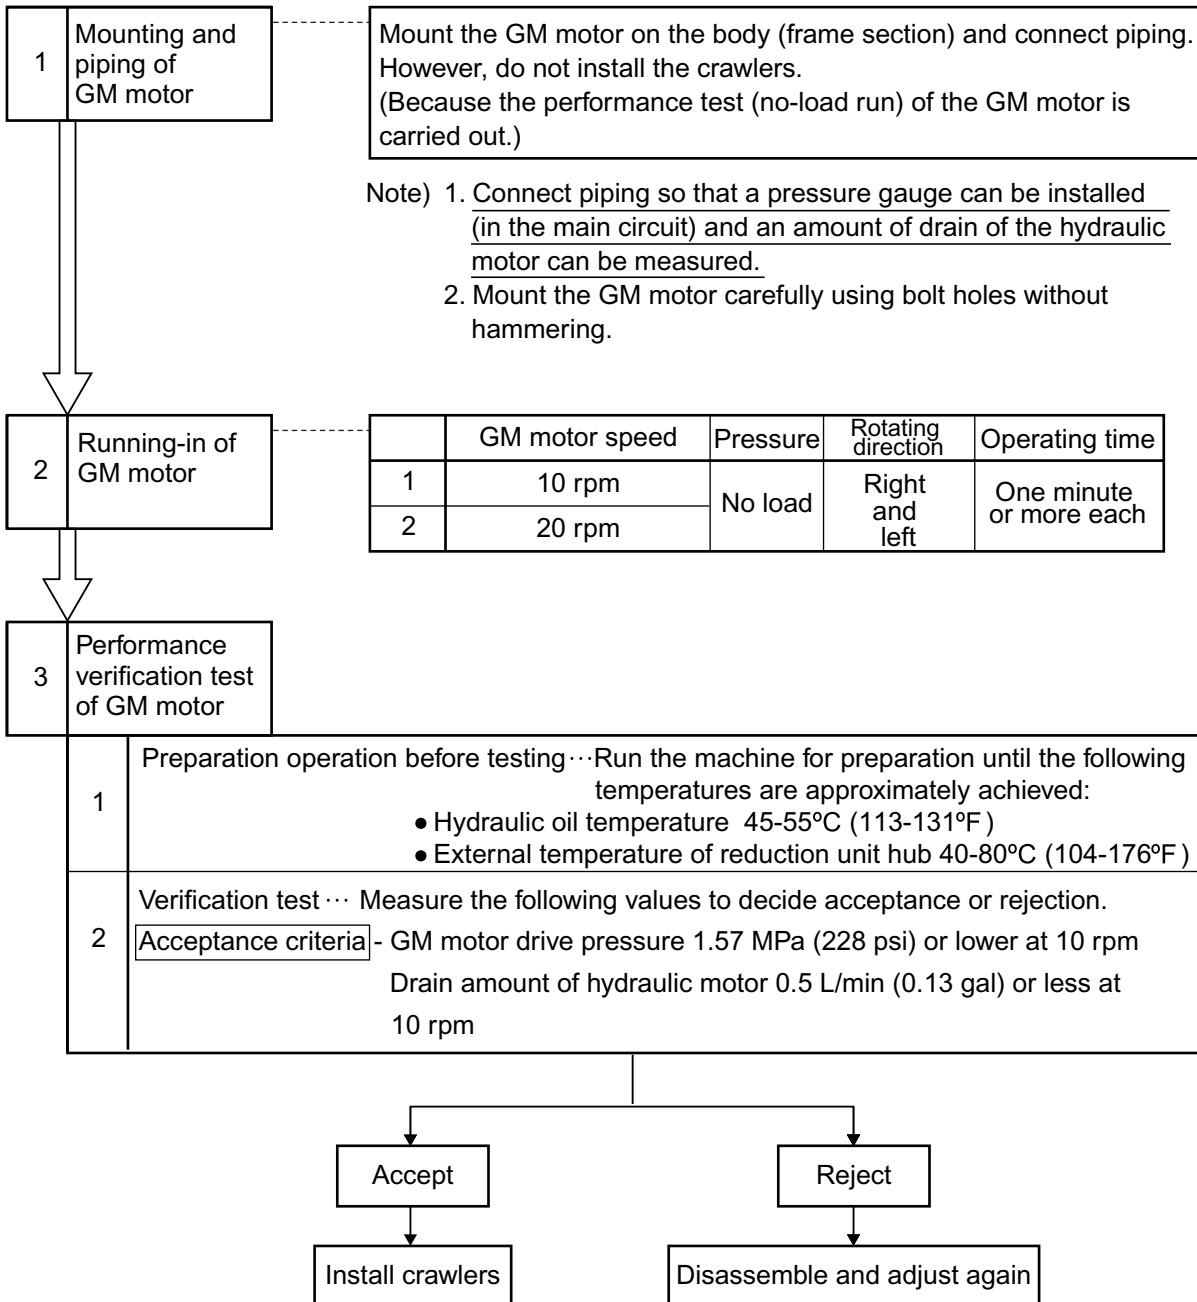 1
Mounting and
piping of
GM motor
Mount the GM motor on the body (frame section) and connect piping.
However, do not install the crawlers.
(Because the performance test (no-load run) of the GM motor is
carried out.)
Note) 1. Connect piping so that a pressure gauge can be installed
(in the main circuit) and an amount of drain of the hydraulic
motor can be measured.
2. Mount the GM motor carefully using bolt holes without
hammering.
2
Running-in of
GM motor
GM motor speed Pressure Rotating direction Operating time
1 10 rpm No load Right and left One minute or more each
2 20 rpm
3
Performance
verification test
of GM motor
1
Preparation operation before testing ··· Run the machine for preparation until the following
temperatures are approximately achieved:
● Hydraulic oil temperature 45-55ºC (113-131ºF)
● External temperature of reduction unit hub 40-80ºC (104-176ºF)
2
Verification test ··· Measure the following values to decide acceptance or rejection.
Acceptance criteria - GM motor drive pressure 1.57 MPa (228 psi) or lower at 10 rpm
Drain amount of hydraulic motor 0.5 L/min (0.13 gal) or less at
10 rpm
Accept Reject
Install crawlers Disassemble and adjust again